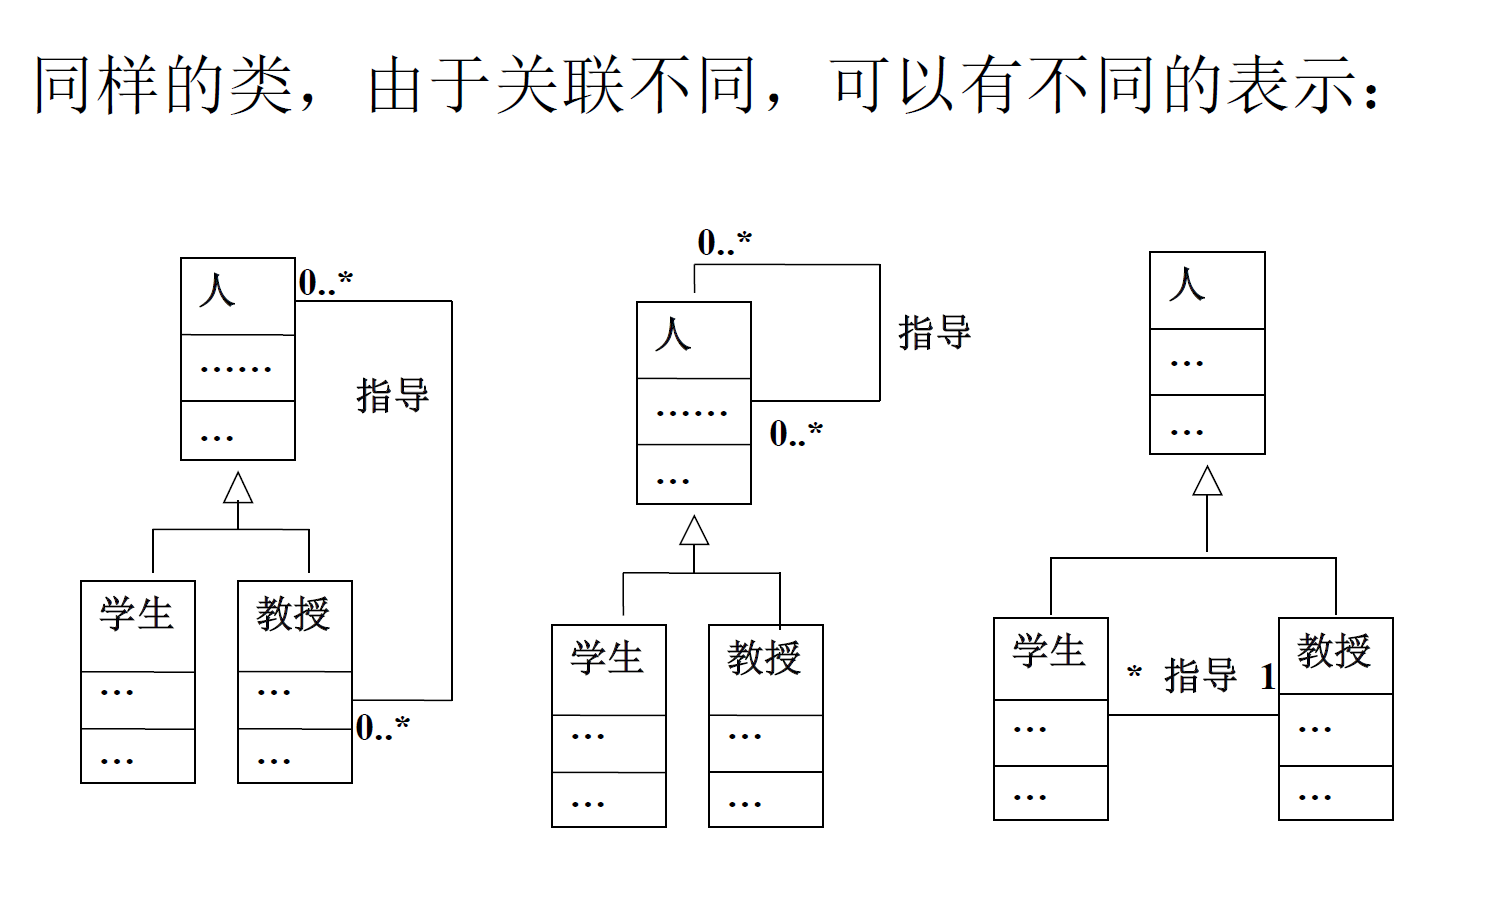 同样的类，由于关联不同，可以有不同的表示：
人
0..*
……
…
指导
学生
…
…
教授
…
…
0..*
0..*
人
……
…
指导
0..*
学生
…
…
教授
…
…
人
…
…
学生
…
…
* 指导 1
教授
…
…